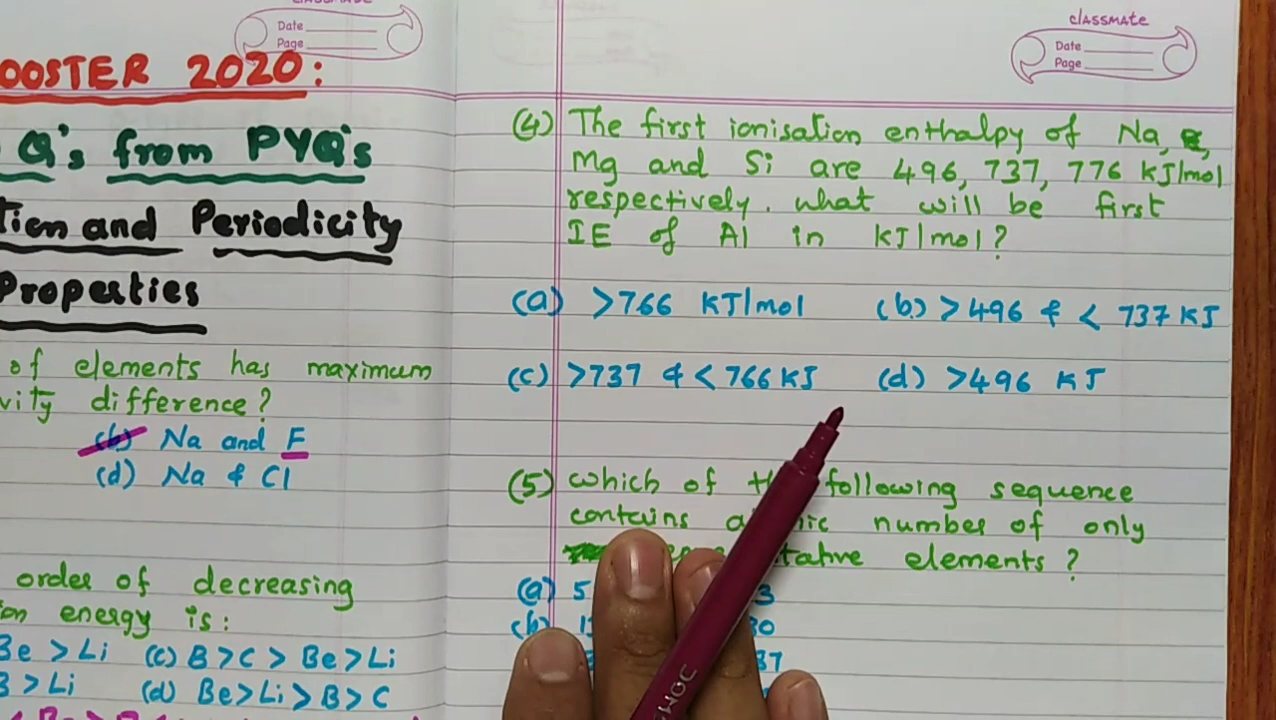 Date
Page
OOSTER 2020:
Q's from PYQ's
tion and Periodicity
Properties
of elements has maximum
vity difference?
(b) Na and F
(d) Na & Cl
order of decreasing
ion energy is:
Be > Li (c) B > C > Be > Li
B > Li (d) Be > Li > B > C
classmate
Date
Page
(4) The first ionisation enthalpy of Na,
Mg and Si are 496, 737, 776 kJ/mol
respectively. what will be first
IE of Al in kJ/mol?
(a) >766 kJ/mol (b) >496 & < 737 kJ
(c) >737 & < 766 kJ (d) >496 kJ
(5) which of following sequence
contains number of only
elements?
(a) 5
(b)
30
37